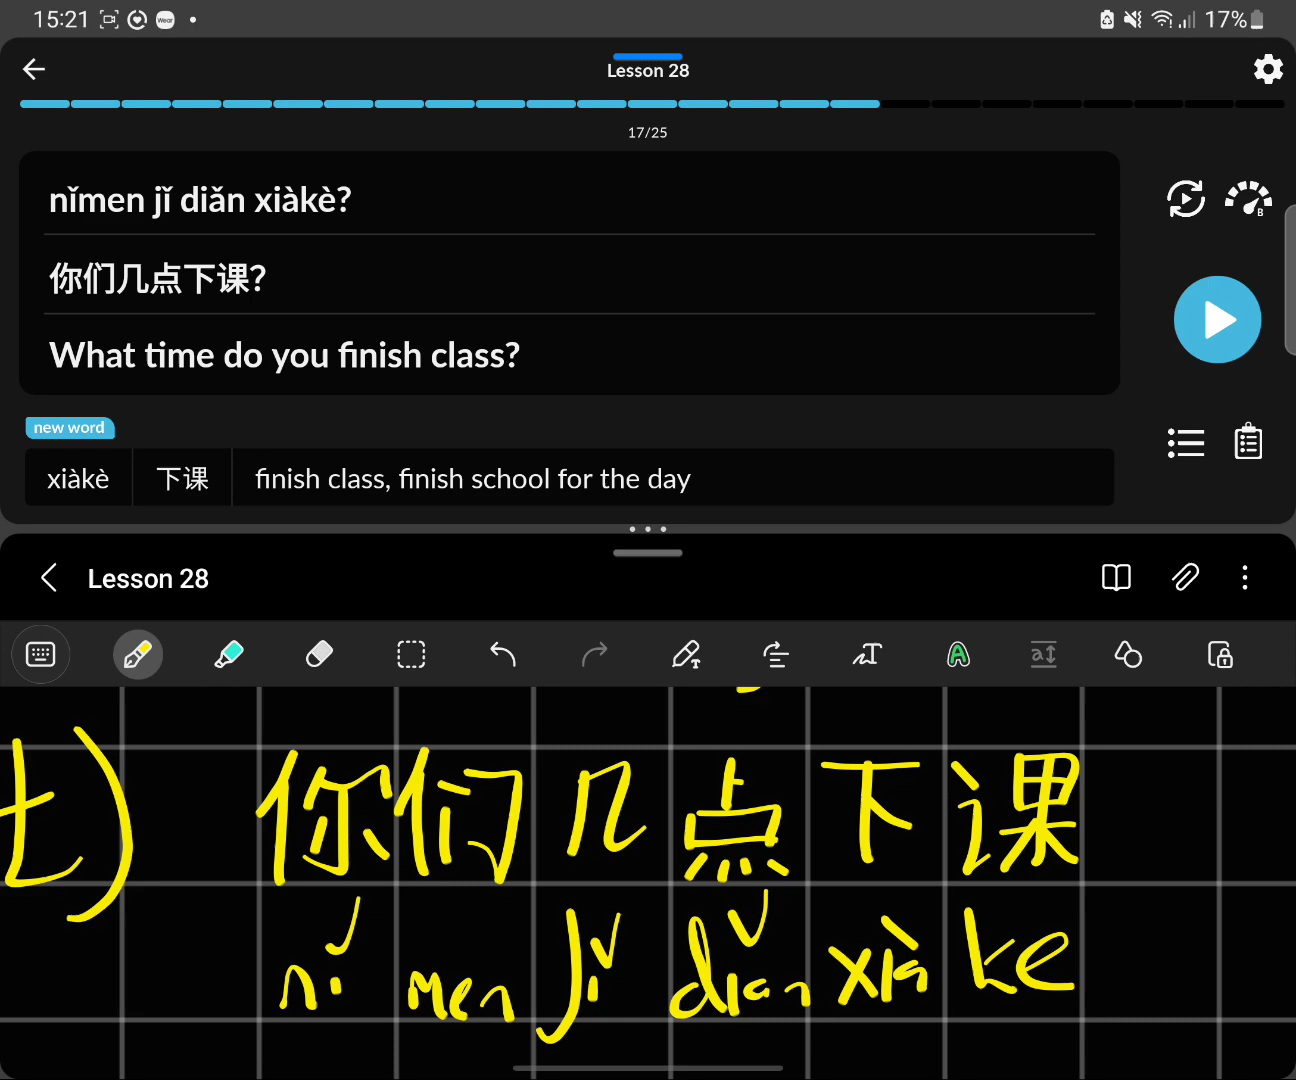 15:21 Wear 17%
Lesson 28
17/25
nǐmen jǐ diǎn xiàkè?
你们几点下课?
What time do you finish class?
B
new word
xiàkè 下课 finish class, finish school for the day
Lesson 28
T T A a
七) 你们几点下课
nǐ men jǐ diǎn xià ke